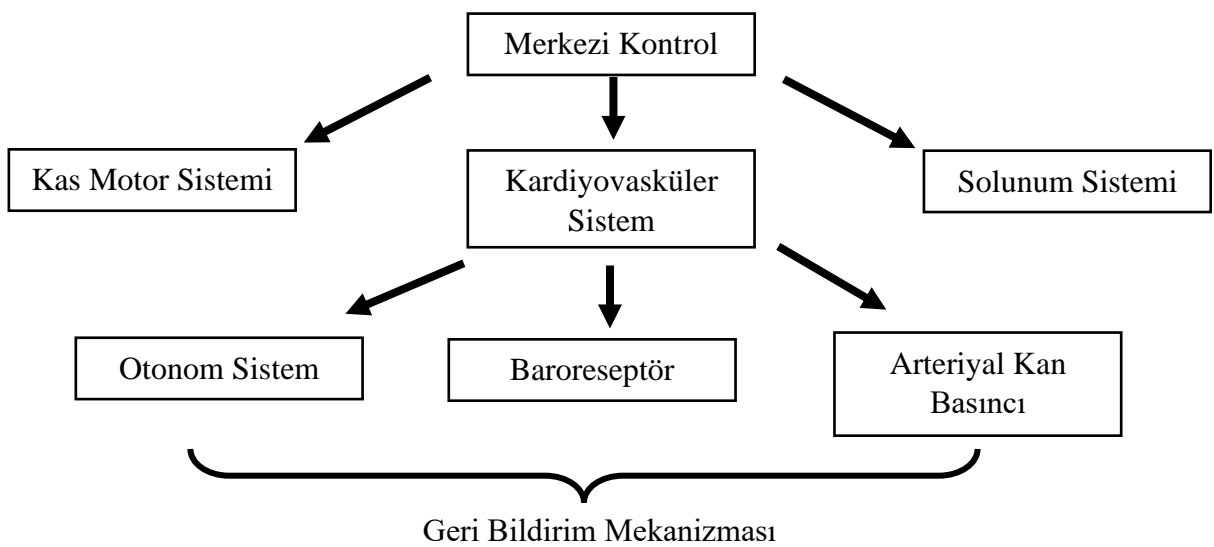 Merkezi Kontrol
Kas Motor Sistemi
Kardiyovasküler
Sistem
Solunum Sistemi
Otonom Sistem
Baroreseptör
Arteriyal Kan
Basıncı
Geri Bildirim Mekanizması